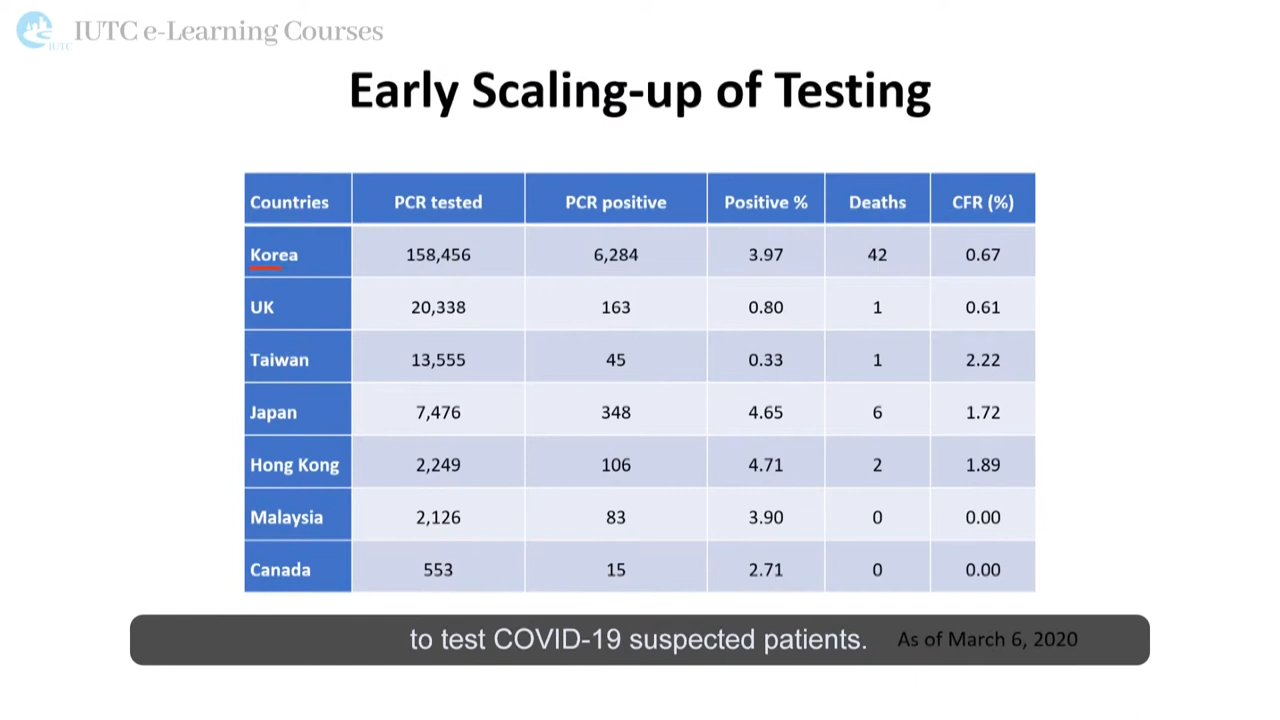 IUTC e-Learning Courses
IUTC
Early Scaling-up of Testing
Countries PCR tested PCR positive Positive % Deaths CFR (%)
Korea 158,456 6,284 3.97 42 0.67
UK 20,338 163 0.80 1 0.61
Taiwan 13,555 45 0.33 1 2.22
Japan 7,476 348 4.65 6 1.72
Hong Kong 2,249 106 4.71 2 1.89
Malaysia 2,126 83 3.90 0 0.00
Canada 553 15 2.71 0 0.00
to test COVID-19 suspected patients. As of March 6, 2020